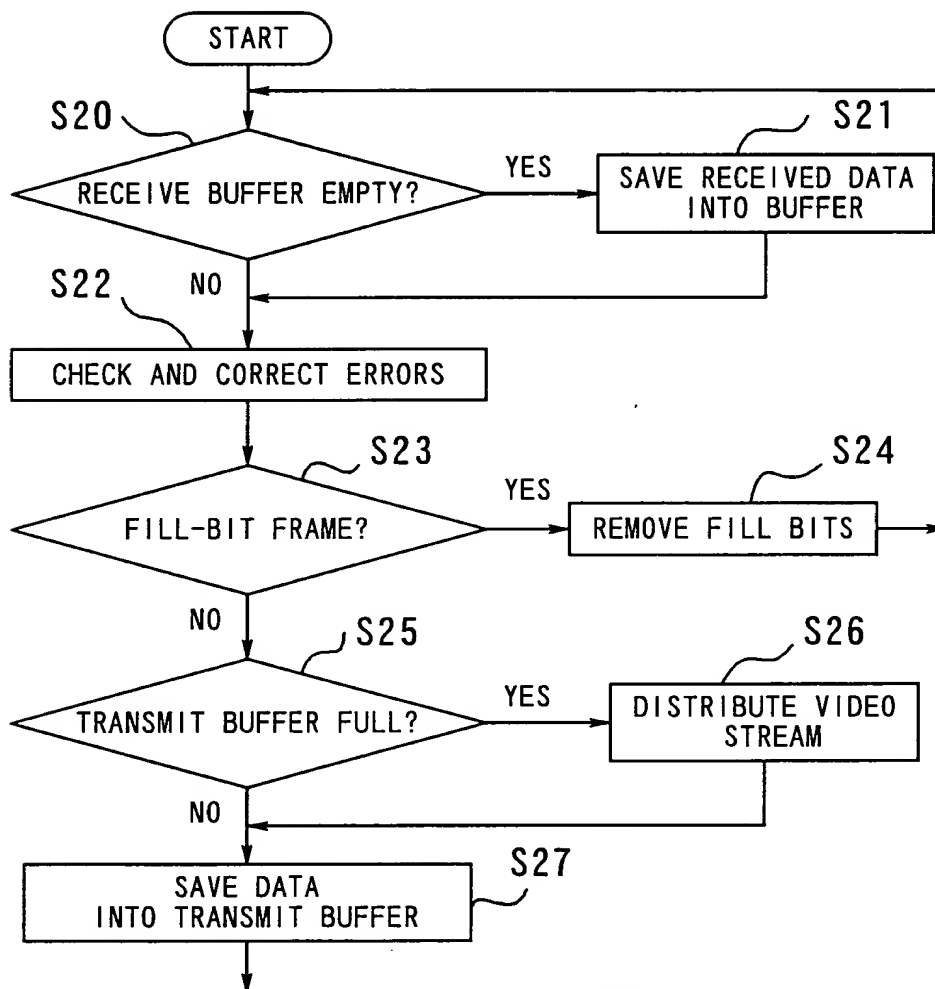 START
S20
S21
RECEIVE BUFFER EMPTY?
YES
SAVE RECEIVED DATA
INTO BUFFER
NO
S22
CHECK AND CORRECT ERRORS
S23
S24
FILL-BIT FRAME?
YES
REMOVE FILL BITS
NO
S25
S26
TRANSMIT BUFFER FULL?
YES
DISTRIBUTE VIDEO
STREAM
NO
S27
SAVE DATA
INTO TRANSMIT BUFFER